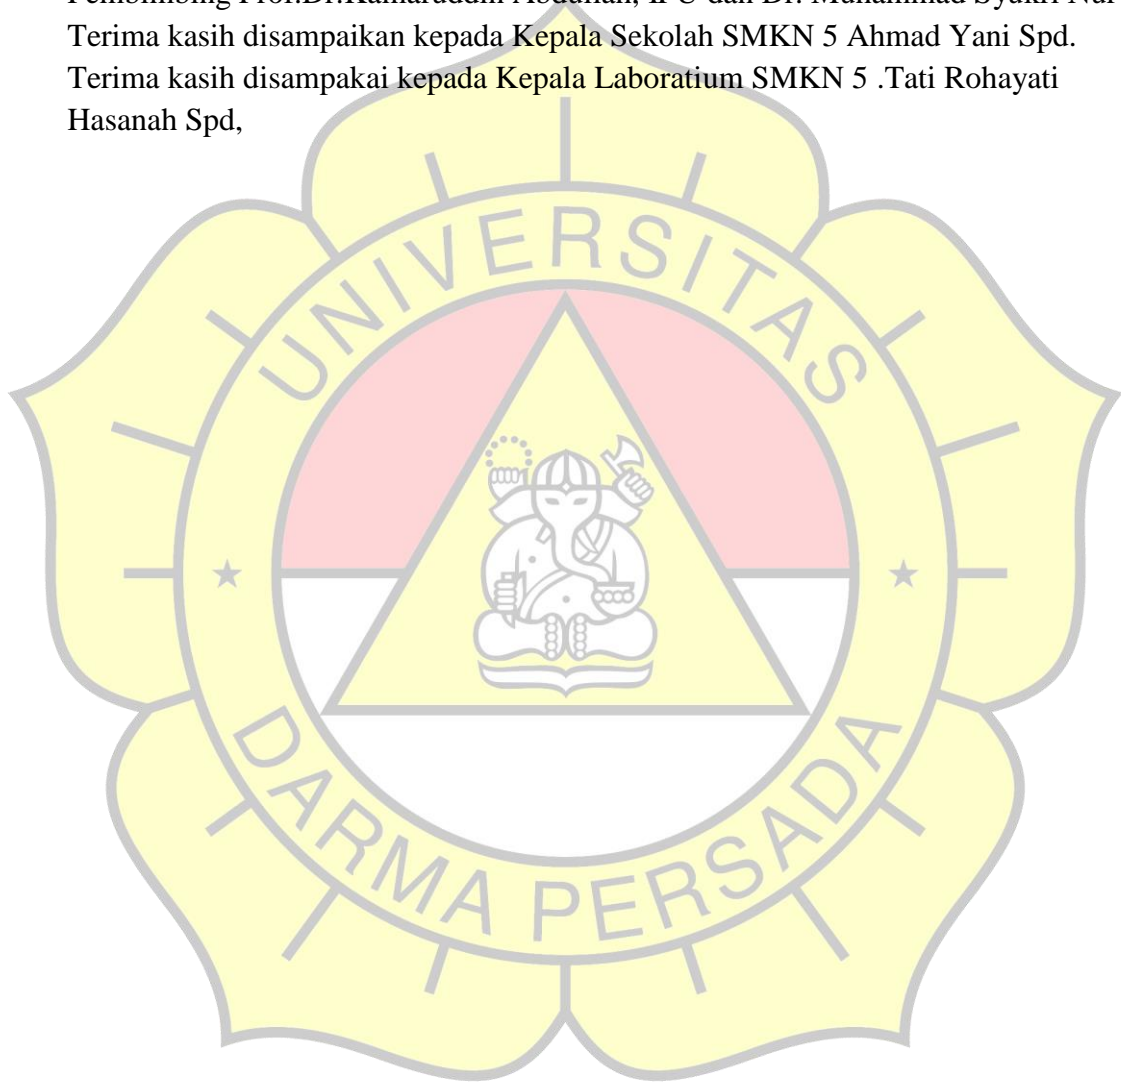 Pembimbing Prof.Dr.Kamaruddin Abdullah, IPU dan Dr. Muhammad Syukri Nur
Terima kasih disampaikan kepada Kepala Sekolah SMKN 5 Ahmad Yani Spd.
Terima kasih disampakai kepada Kepala Laboratium SMKN 5 .Tati Rohayati
Hasanah Spd,
UNIVERSITAS
DARMA PERSADA